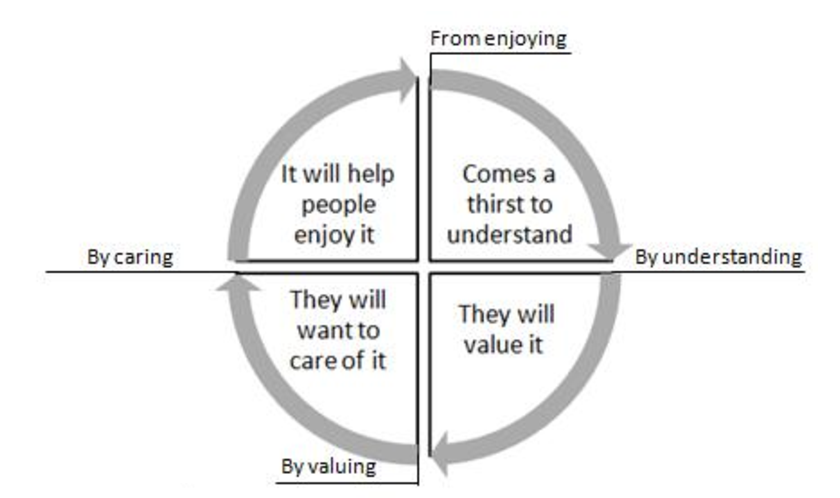 From enjoying
It will help
people
enjoy it
Comes a
thirst to
understand
By caring
By understanding
They will
want to
care of it
They will
value it
By valuing